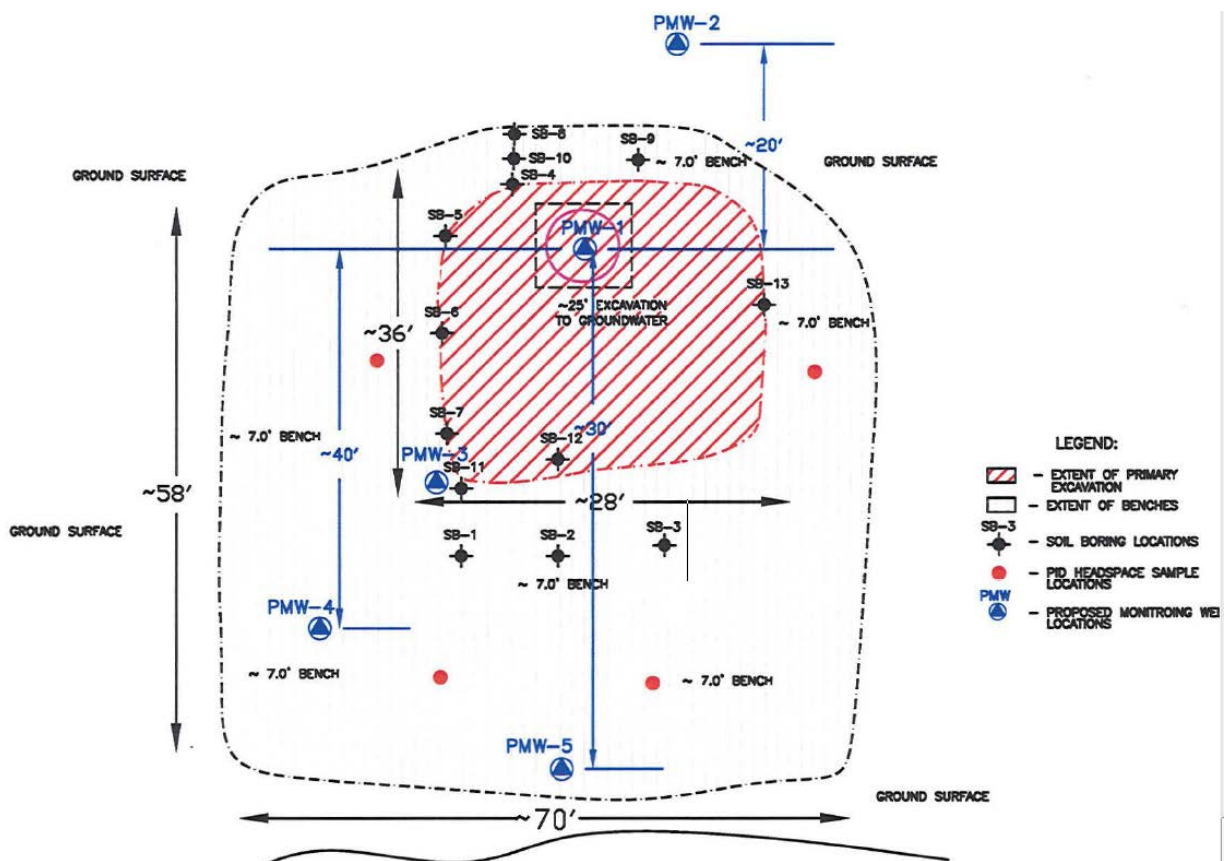 PMW-2
~20'
SB-8
SB-9
SB-10
~ 7.0' BENCH
GROUND SURFACE
GROUND SURFACE
SB-4
SB-5
PMW-1
SB-13
~25' EXCAVATION
TO GROUNDWATER
~ 7.0' BENCH
SB-6
~36'
SB-7
~30'
~ 7.0' BENCH
SB-12
~40'
PMW-3
SB-11
~58'
~28'
GROUND SURFACE
SB-1
SB-2
SB-3
~ 7.0' BENCH
PMW-4
~ 7.0' BENCH
~ 7.0' BENCH
PMW-5
GROUND SURFACE
~70'
LEGEND:
- EXTENT OF PRIMARY
EXCAVATION
- EXTENT OF BENCHES
SB-3
- SOIL BORING LOCATIONS
- PID HEADSPACE SAMPLE
LOCATIONS
PMW
- PROPOSED MONITROING WEL
LOCATIONS